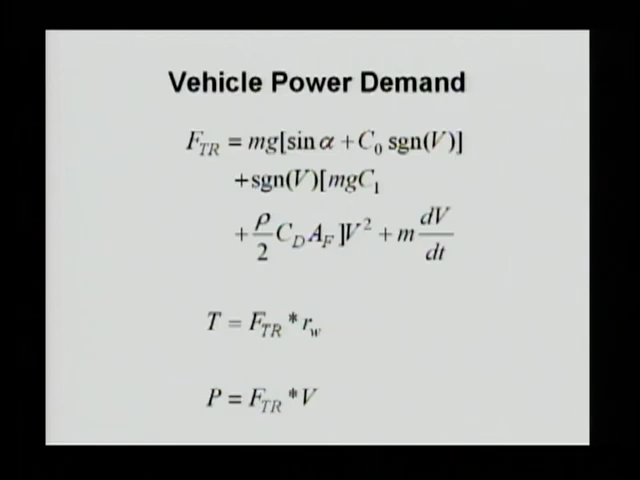 Vehicle Power Demand
F_TR = mg[sin α + C_0 sgn(V)]
+sgn(V)[mgC_1
+ρ/2 C_D A_F]V^2 + m dV/dt
T = F_TR * r_w
P = F_TR * V